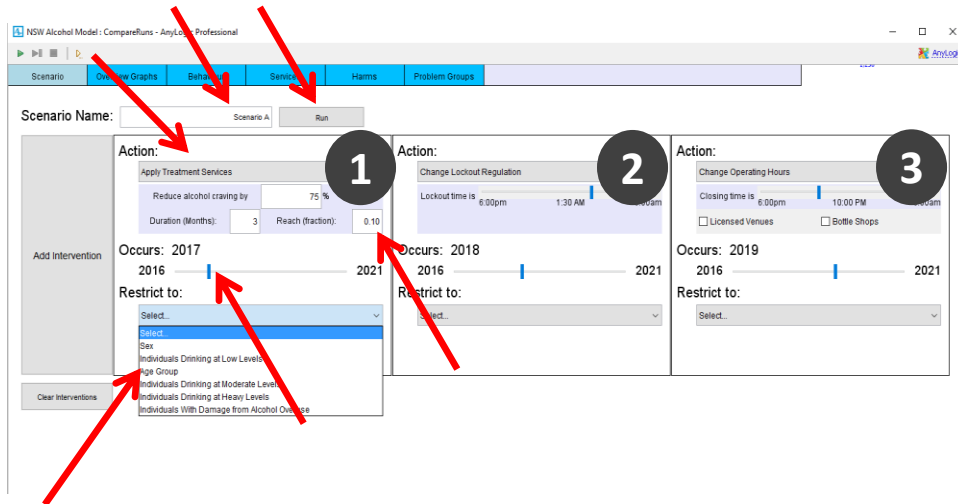 NSW Alcohol Model : CompareRuns - AnyLogic Professional
AnyLogic
Scenario Overview Graphs Behaviours Services Harms Problem Groups
Scenario Name: Scenario A Run
Add Intervention
Clear Interventions
Action: 1
Apply Treatment Services
Reduce alcohol craving by 75 %
Duration (Months): 3 Reach (fraction): 0.10
Occurs: 2017
2016 2021
Restrict to:
Select...
Select...
Sex
Individuals Drinking at Low Levels
Age Group
Individuals Drinking at Moderate Levels
Individuals Drinking at Heavy Levels
Individuals With Damage from Alcohol Overuse
Action: 2
Change Lockout Regulation
Lockout time is 6:00pm 1:30 AM
Occurs: 2018
2016 2021
Restrict to:
Select...
Action: 3
Change Operating Hours
Closing time is 6:00pm 10:00 PM
Licensed Venues Bottle Shops
Occurs: 2019
2016 2021
Restrict to:
Select...